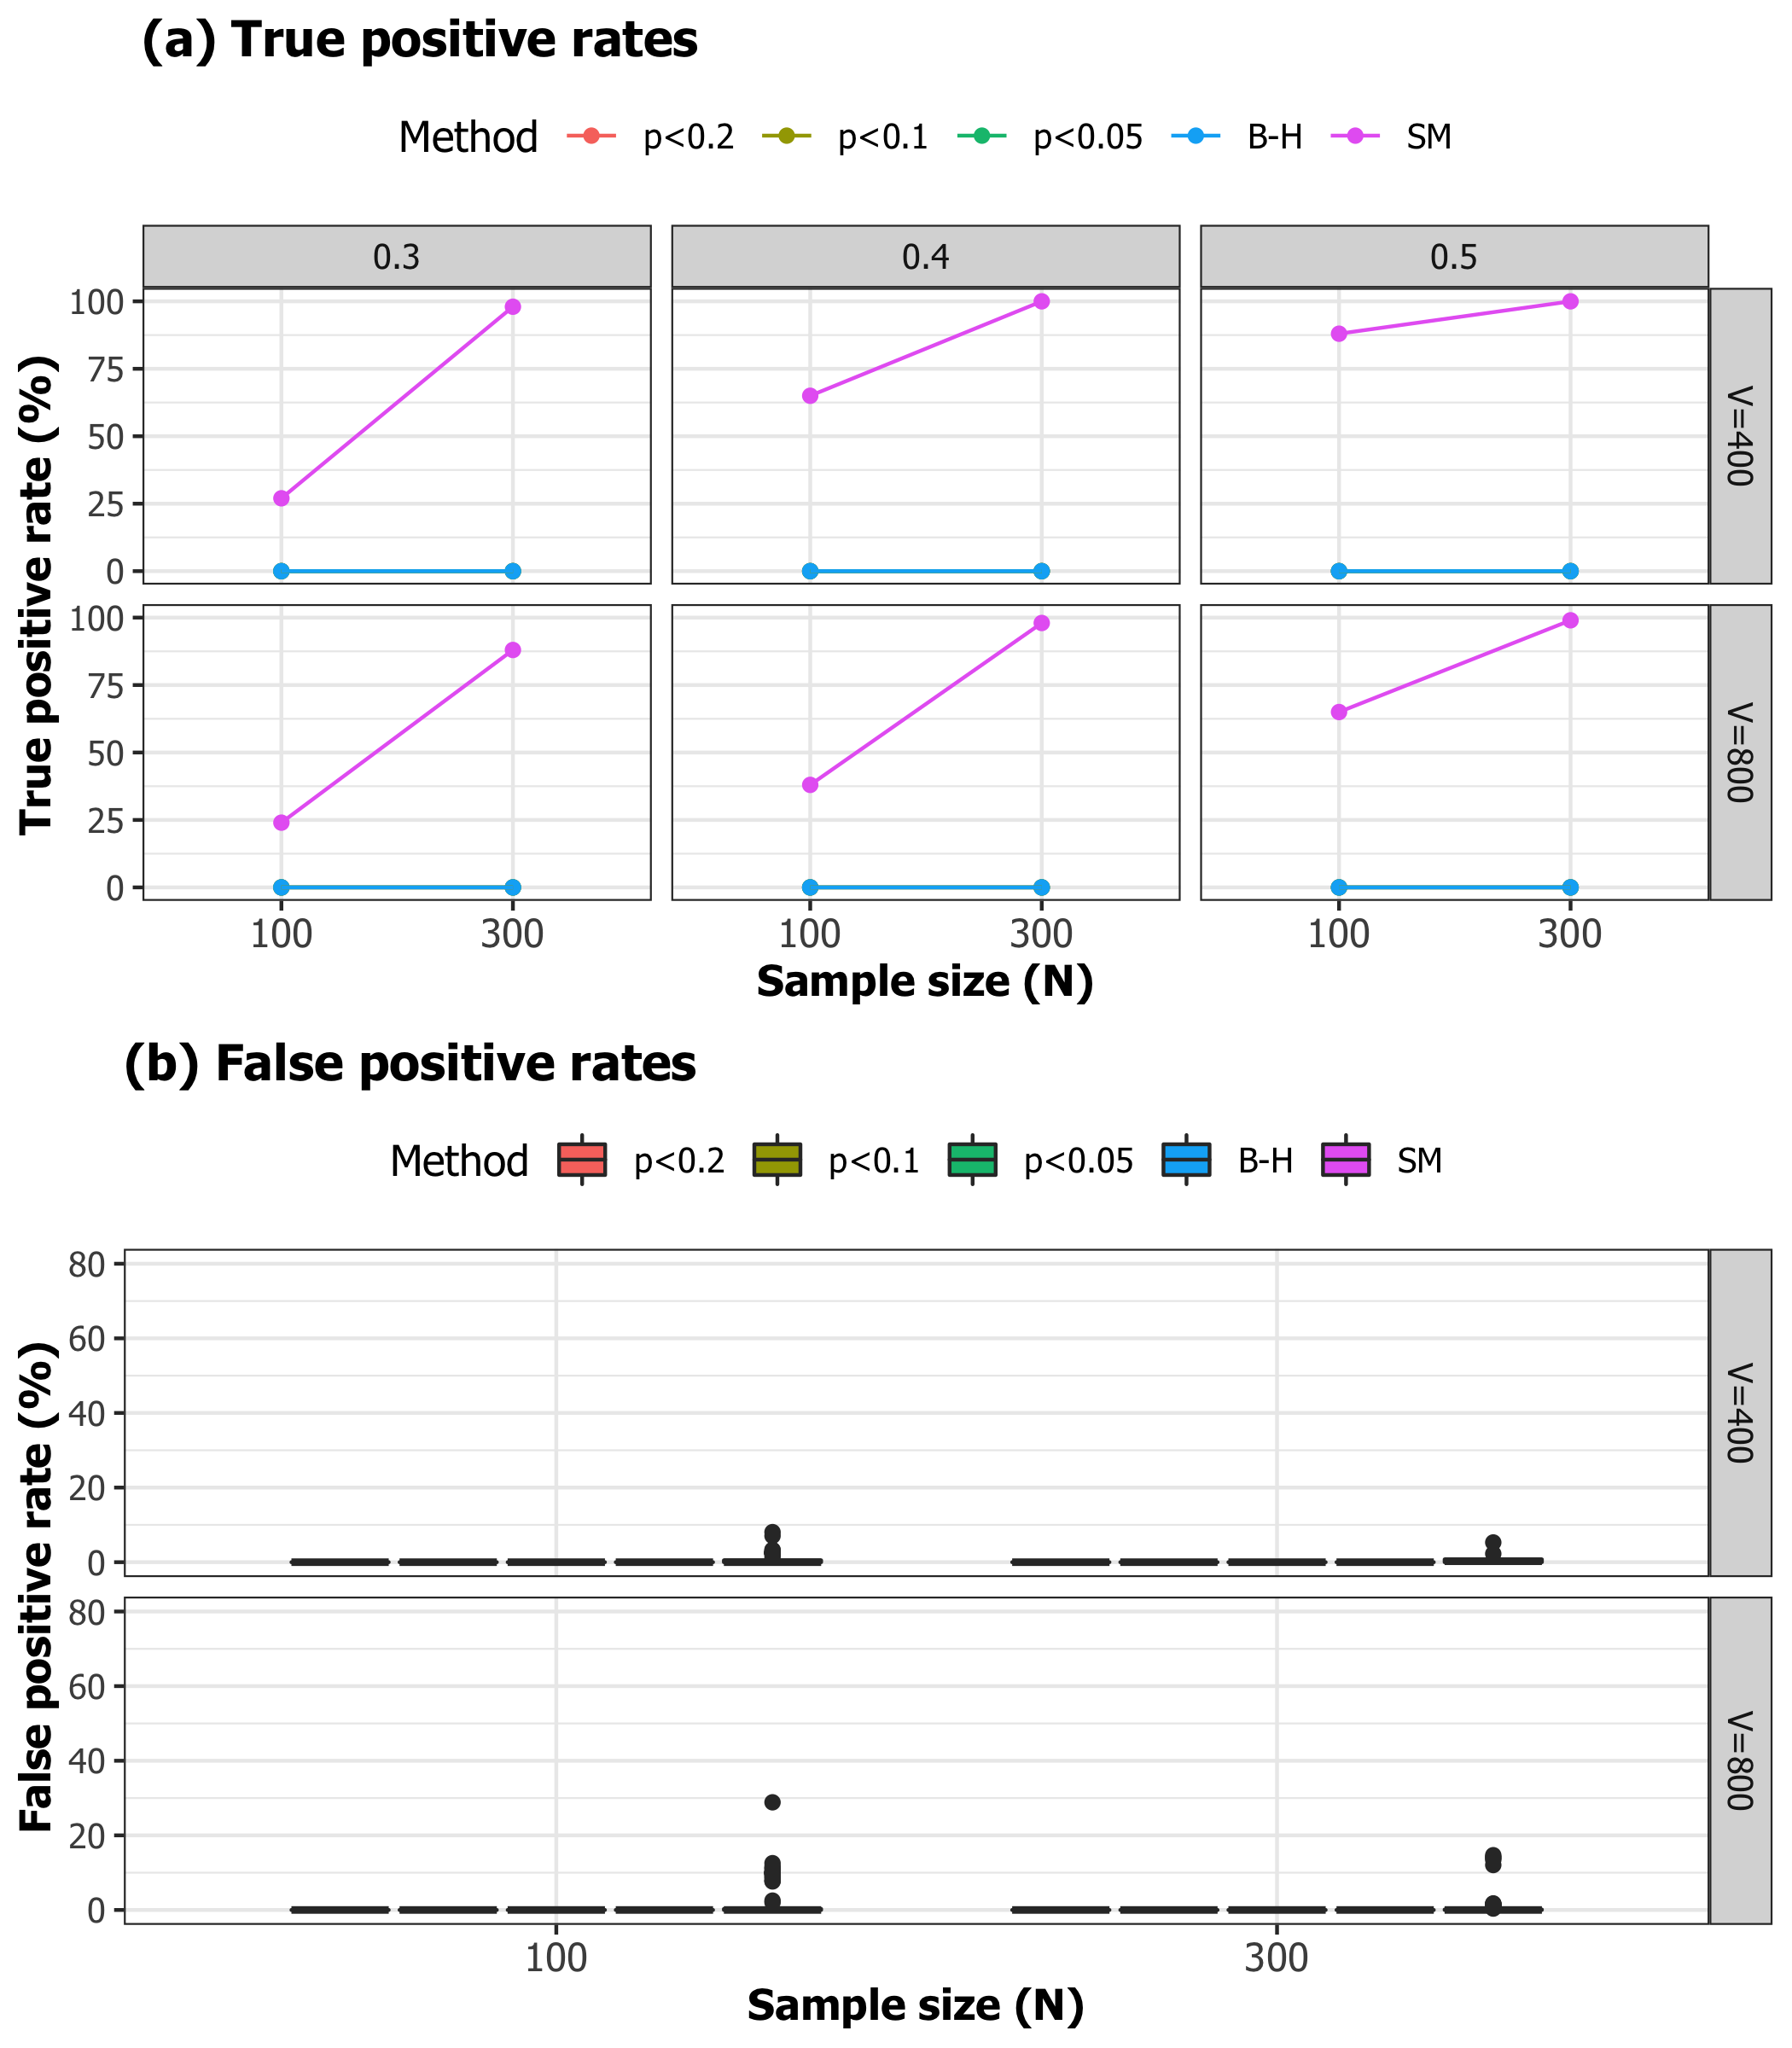 (a) True positive rates
Method p<0.2 p<0.1 p<0.05 B-H SM
0.3 0.4 0.5
True positive rate (%)
100
75
50
25
0
V=400
100
75
50
25
0
V=800
100 300 100 300 100 300
Sample size (N)
(b) False positive rates
Method p<0.2 p<0.1 p<0.05 B-H SM
False positive rate (%)
80
60
40
20
0
V=400
80
60
40
20
0
V=800
100 300
Sample size (N)